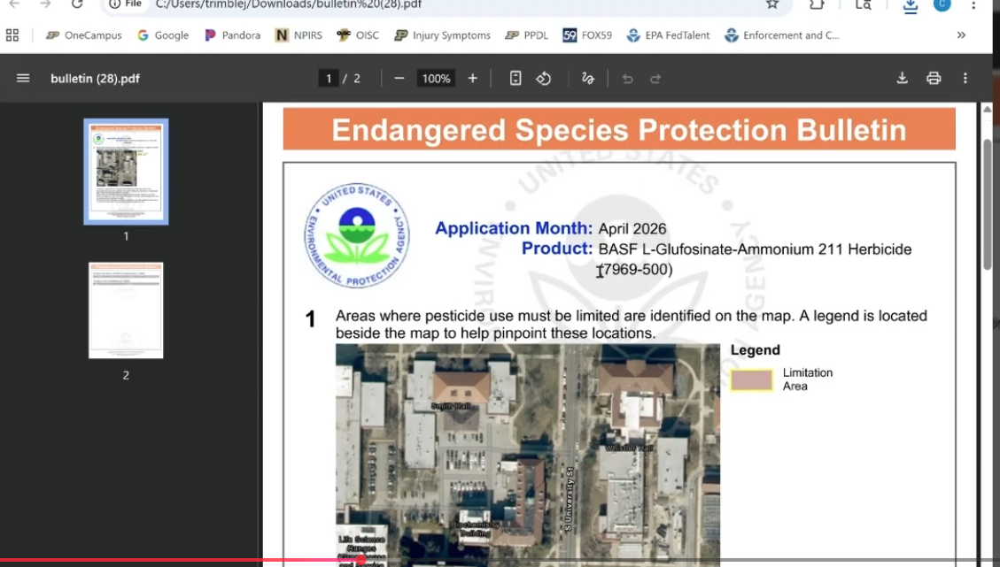 File C:/Users/trimblej/Downloads/bulletin%20(28).pdf
OneCampus Google Pandora NPIRS OISC Injury Symptoms PPDL 59 FOX59 EPA FedTalent Enforcement and C... »
bulletin (28).pdf 1 / 2 100%
1
2
Endangered Species Protection Bulletin
UNITED STATES
ENVIRONMENTAL PROTECTION AGENCY
Application Month: April 2026
Product: BASF L-Glufosinate-Ammonium 211 Herbicide
(7969-500)
1 Areas where pesticide use must be limited are identified on the map. A legend is located
beside the map to help pinpoint these locations.
Legend
Limitation
Area
Smith Hall
Whistler Hall
S University St
Biochemistry
Building
Life Science
Ranges